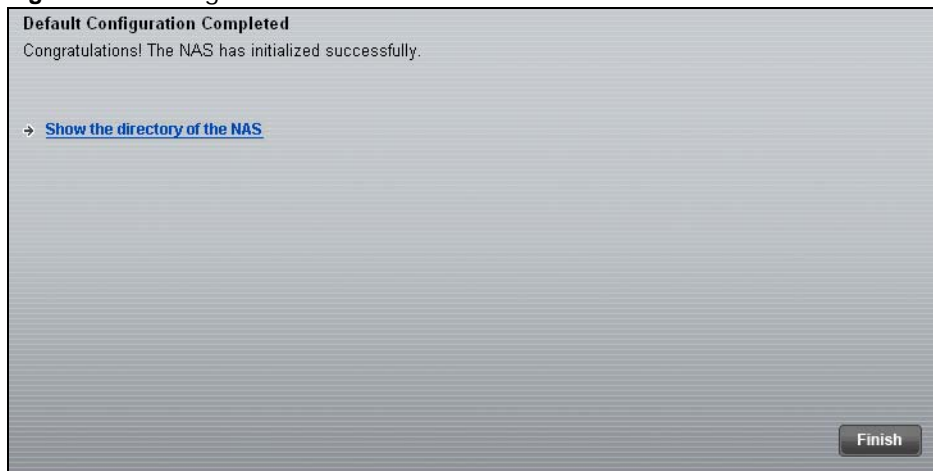 Default Configuration Completed
Congratulations! The NAS has initialized successfully.
Show the directory of the NAS
Finish